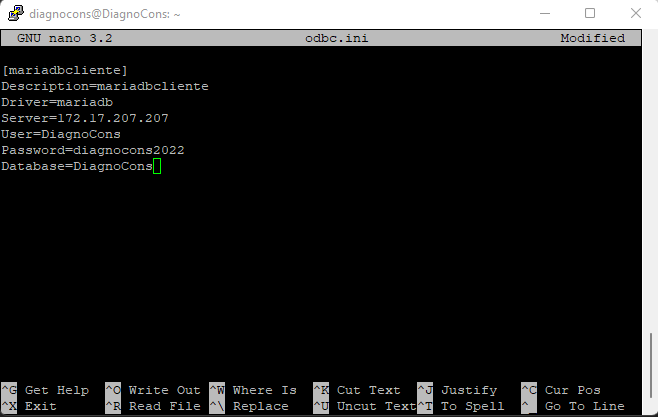 diagnocons@DiagnoCons: ~
GNU nano 3.2 odbc.ini Modified
[mariadbcliente]
Description=mariadbcliente
Driver=mariadb
Server=172.17.207.207
User=DiagnoCons
Password=diagnocons2022
Database=DiagnoCons
^G Get Help ^O Write Out ^W Where Is ^K Cut Text ^J Justify ^C Cur Pos
^X Exit ^R Read File ^\ Replace ^U Uncut Text ^T To Spell ^_ Go To Line